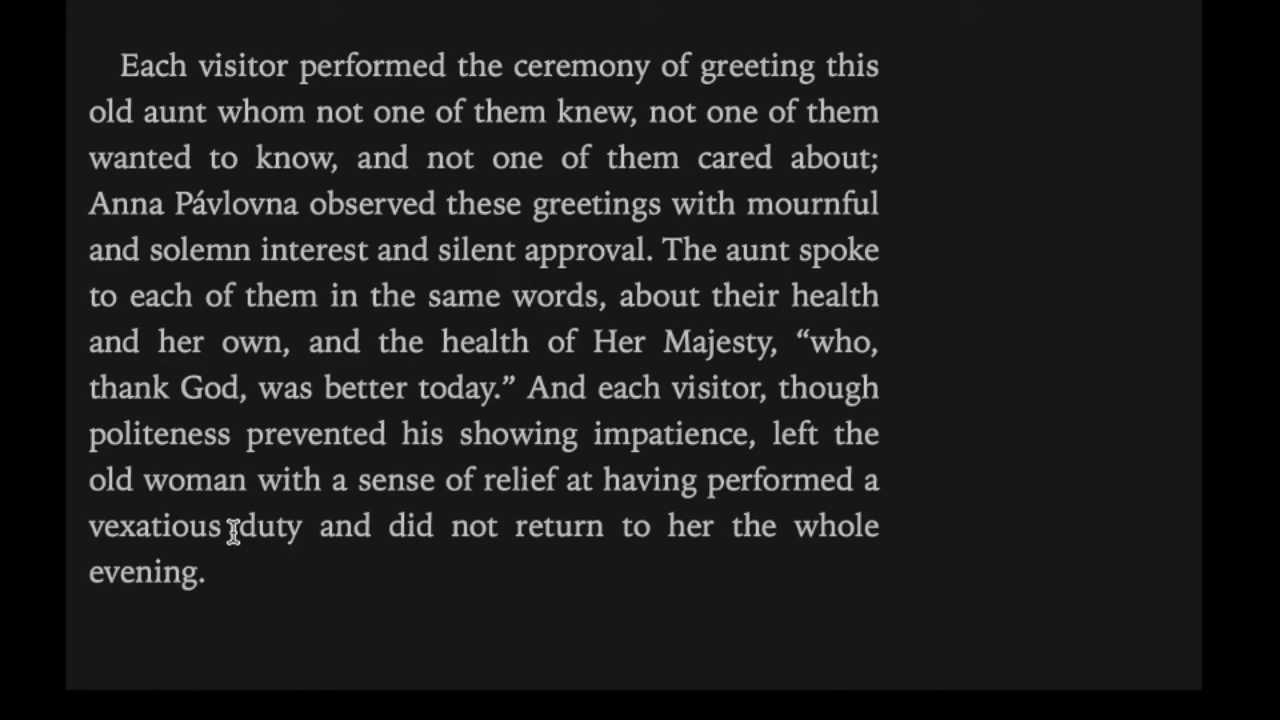 Each visitor performed the ceremony of greeting this
old aunt whom not one of them knew, not one of them
wanted to know, and not one of them cared about;
Anna Pávlovna observed these greetings with mournful
and solemn interest and silent approval. The aunt spoke
to each of them in the same words, about their health
and her own, and the health of Her Majesty, “who,
thank God, was better today.” And each visitor, though
politeness prevented his showing impatience, left the
old woman with a sense of relief at having performed a
vexatious duty and did not return to her the whole
evening.